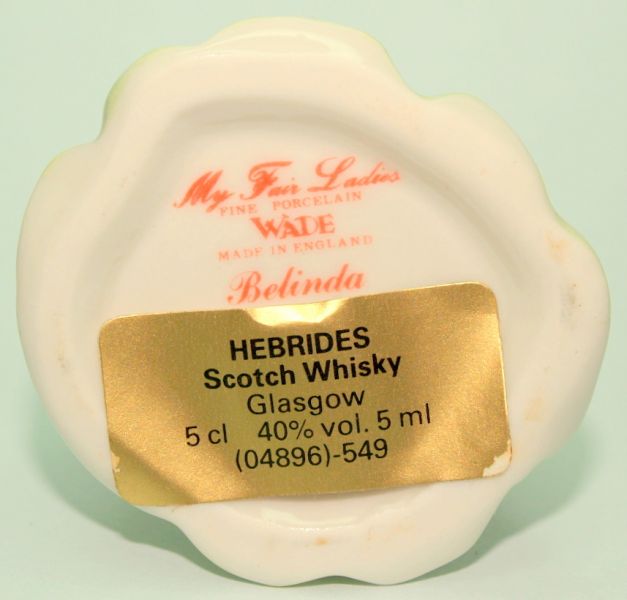 My Fair Ladies
FINE PORCELAIN
WADE
MADE IN ENGLAND
Belinda
HEBRIDES
Scotch Whisky
Glasgow
5 cl 40% vol. 5 ml
(04896)-549